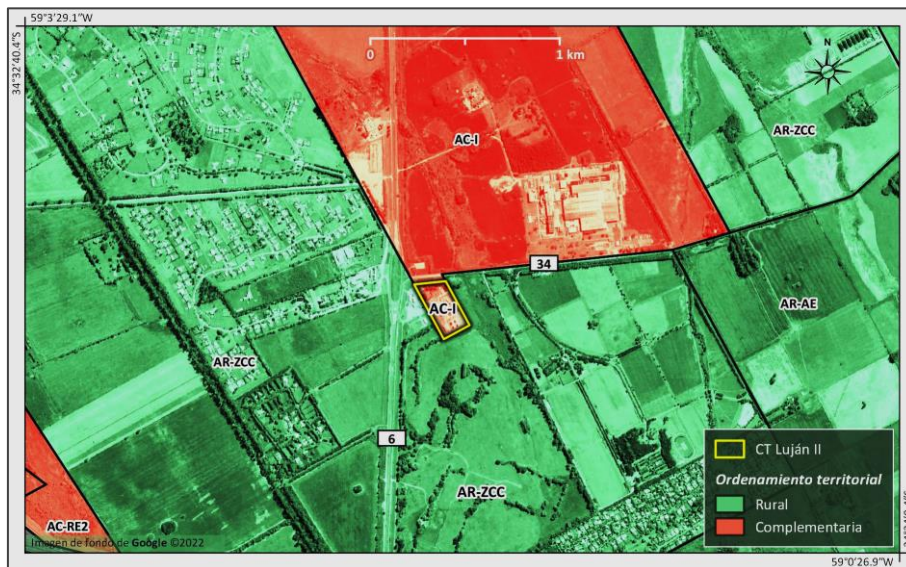 59°3'29.1"W
34°32'40.4"S
0
1 km
N
AR-ZCC
AC-I
34
AC-I
AR-AE
AR-ZCC
6
AR-ZCC
AC-RE2
CT Luján II
Ordenamiento territorial
Rural
Complementaria
Imagen de fondo de Google ©2022
59°0'26.9"W